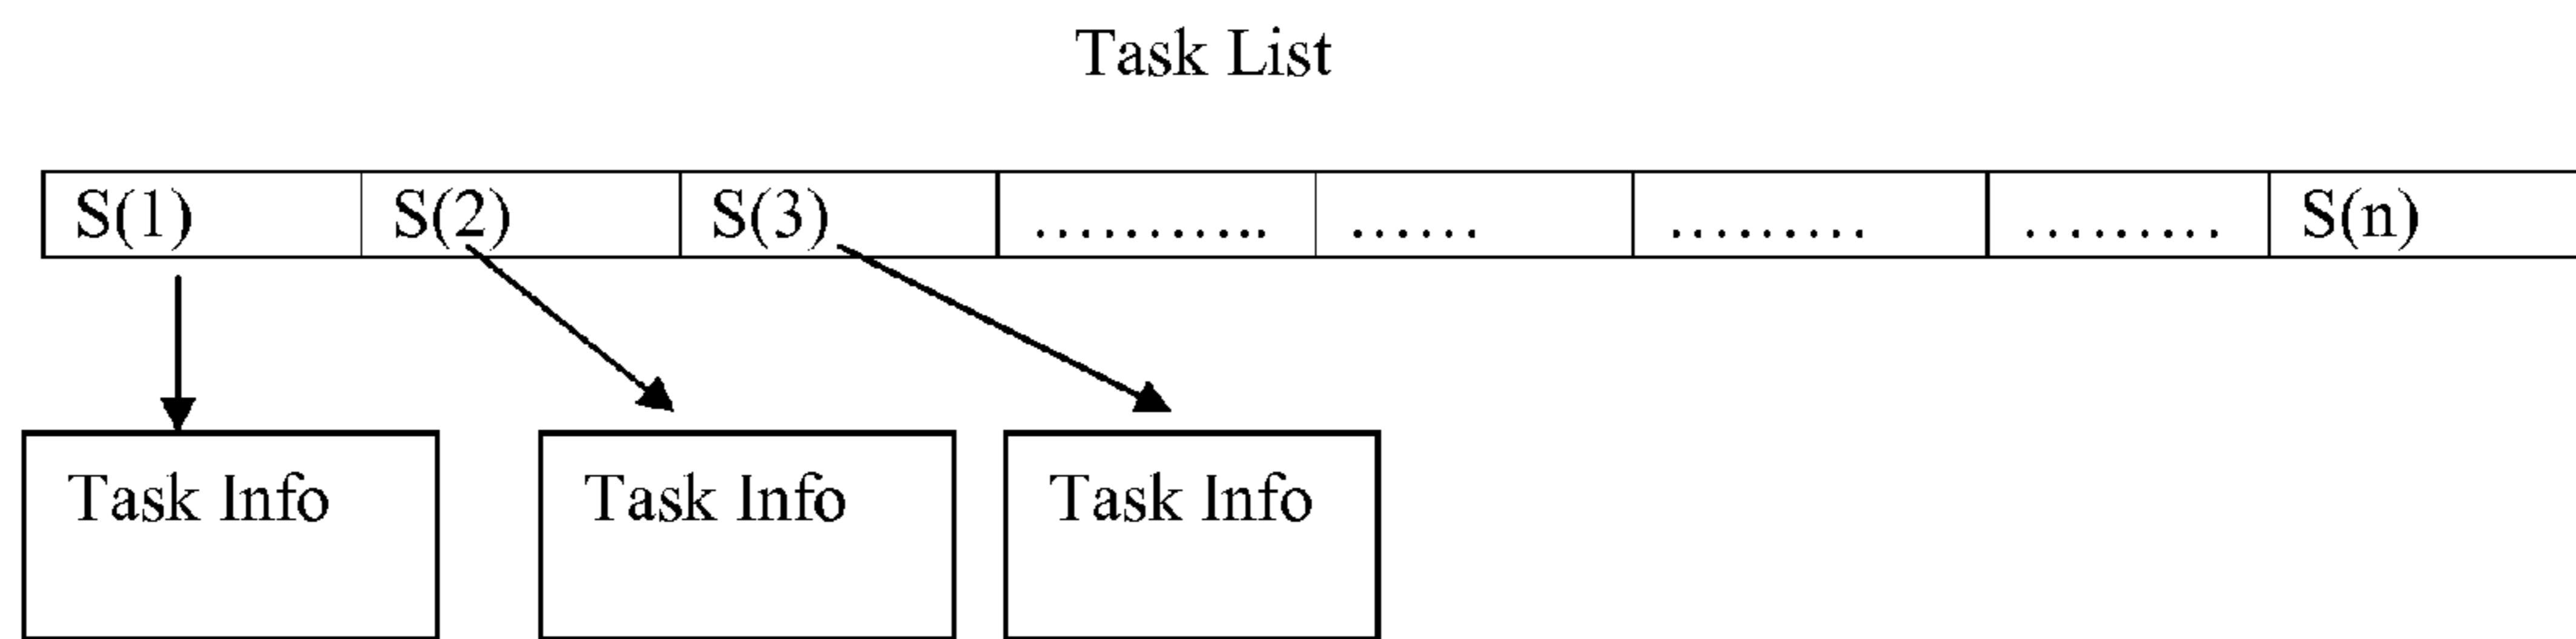 Task List
S(1) S(2) S(3) ........... ...... ......... ......... S(n)
Task Info Task Info Task Info